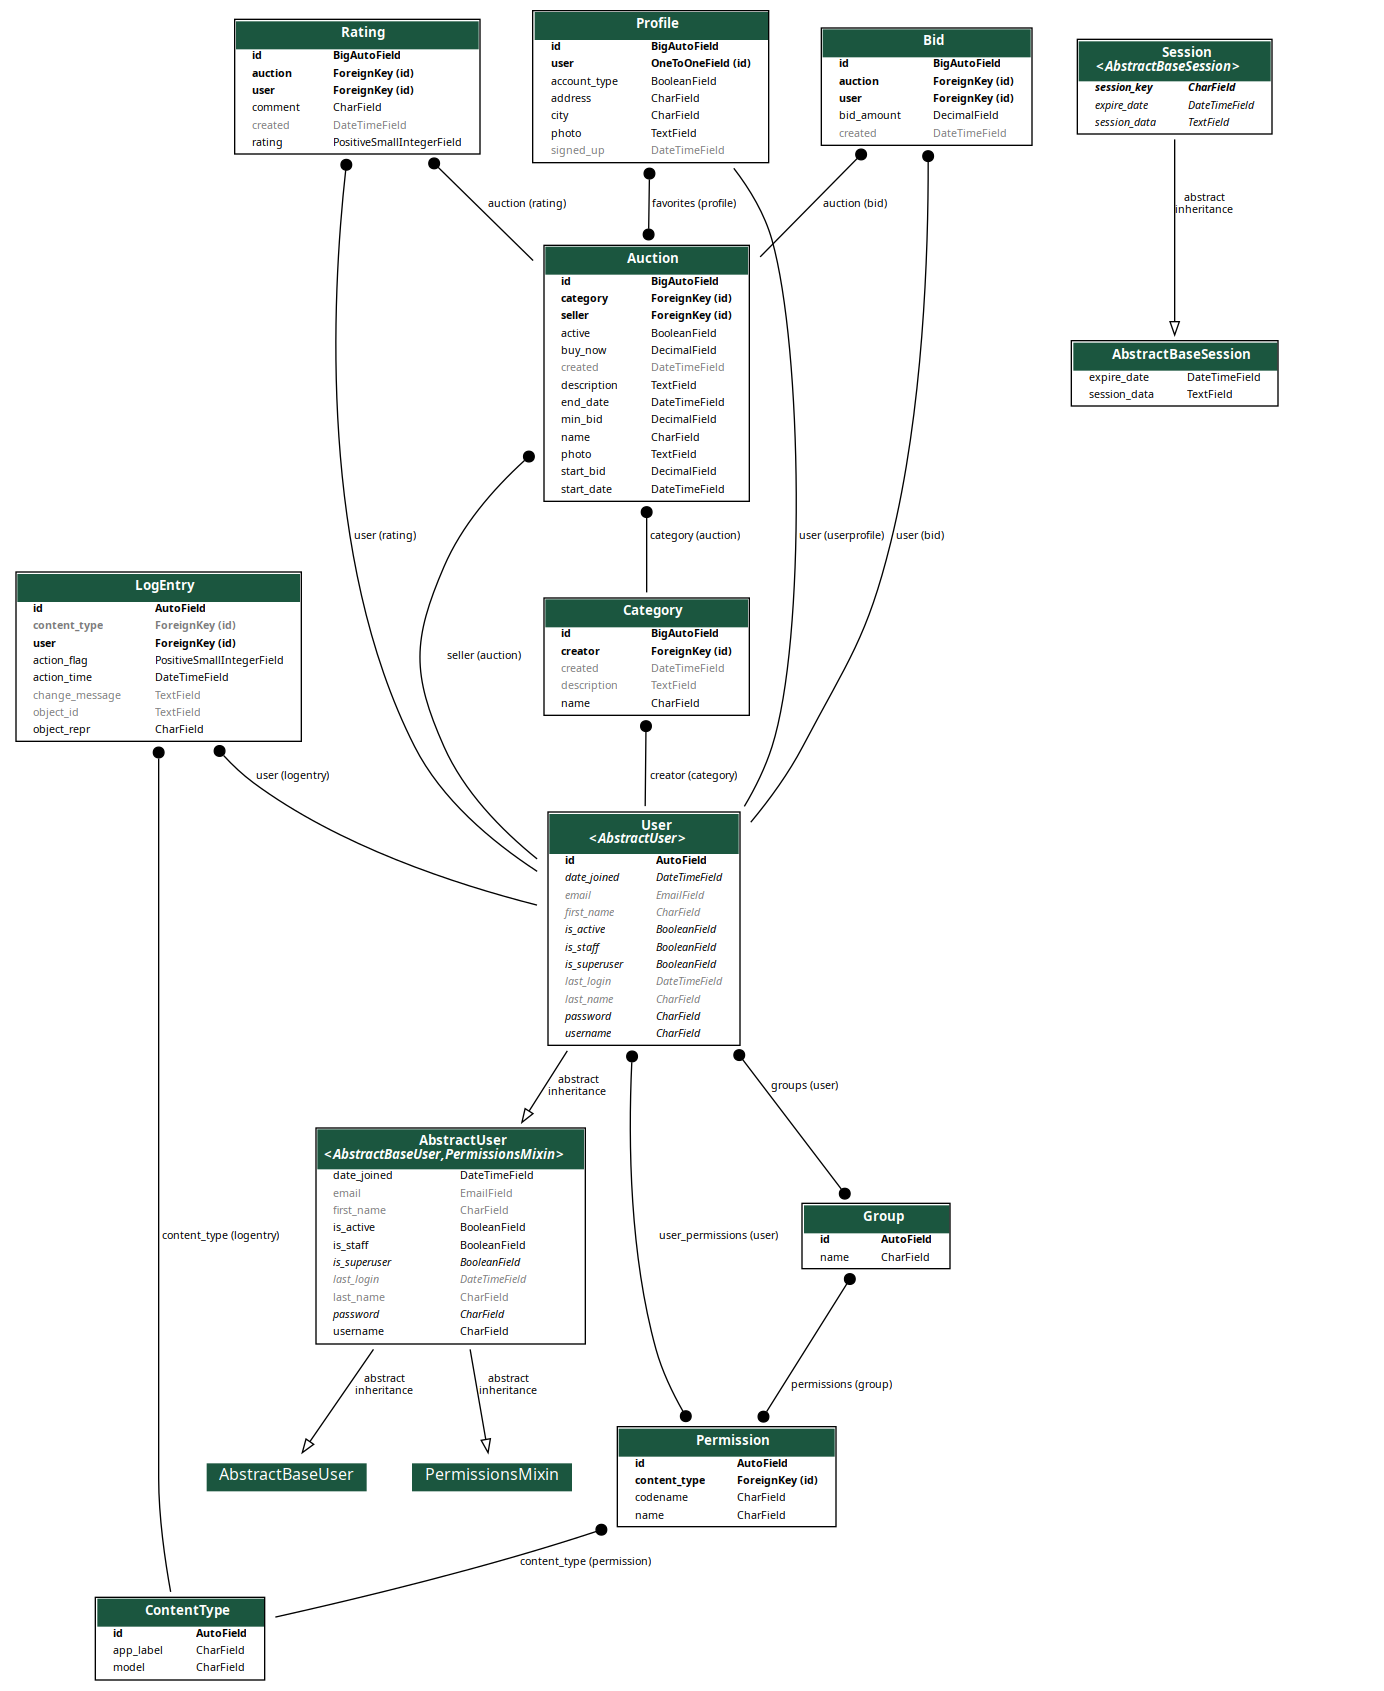 Rating
id BigAutoField
auction ForeignKey (id)
user ForeignKey (id)
comment CharField
created DateTimeField
rating PositiveSmallIntegerField
Profile
id BigAutoField
user OneToOneField (id)
account_type BooleanField
address CharField
city CharField
photo TextField
signed_up DateTimeField
Bid
id BigAutoField
auction ForeignKey (id)
user ForeignKey (id)
bid_amount DecimalField
created DateTimeField
Session
<AbstractBaseSession>
session_key CharField
expire_date DateTimeField
session_data TextField
auction (rating)
favorites (profile)
auction (bid)
abstract
inheritance
Auction
id BigAutoField
category ForeignKey (id)
seller ForeignKey (id)
active BooleanField
buy_now DecimalField
created DateTimeField
description TextField
end_date DateTimeField
min_bid DecimalField
name CharField
photo TextField
start_bid DecimalField
start_date DateTimeField
AbstractBaseSession
expire_date DateTimeField
session_data TextField
user (rating)
category (auction)
user (userprofile)
user (bid)
LogEntry
id AutoField
content_type ForeignKey (id)
user ForeignKey (id)
action_flag PositiveSmallIntegerField
action_time DateTimeField
change_message TextField
object_id TextField
object_repr CharField
seller (auction)
Category
id BigAutoField
creator ForeignKey (id)
created DateTimeField
description TextField
name CharField
user (logentry)
creator (category)
User
<AbstractUser>
id AutoField
date_joined DateTimeField
email EmailField
first_name CharField
is_active BooleanField
is_staff BooleanField
is_superuser BooleanField
last_login DateTimeField
last_name CharField
password CharField
username CharField
abstract
inheritance
groups (user)
AbstractUser
<AbstractBaseUser,PermissionsMixin>
date_joined DateTimeField
email EmailField
first_name CharField
is_active BooleanField
is_staff BooleanField
is_superuser BooleanField
last_login DateTimeField
last_name CharField
password CharField
username CharField
content_type (logentry)
user_permissions (user)
Group
id AutoField
name CharField
abstract
inheritance
abstract
inheritance
permissions (group)
AbstractBaseUser
PermissionsMixin
Permission
id AutoField
content_type ForeignKey (id)
codename CharField
name CharField
content_type (permission)
ContentType
id AutoField
app_label CharField
model CharField